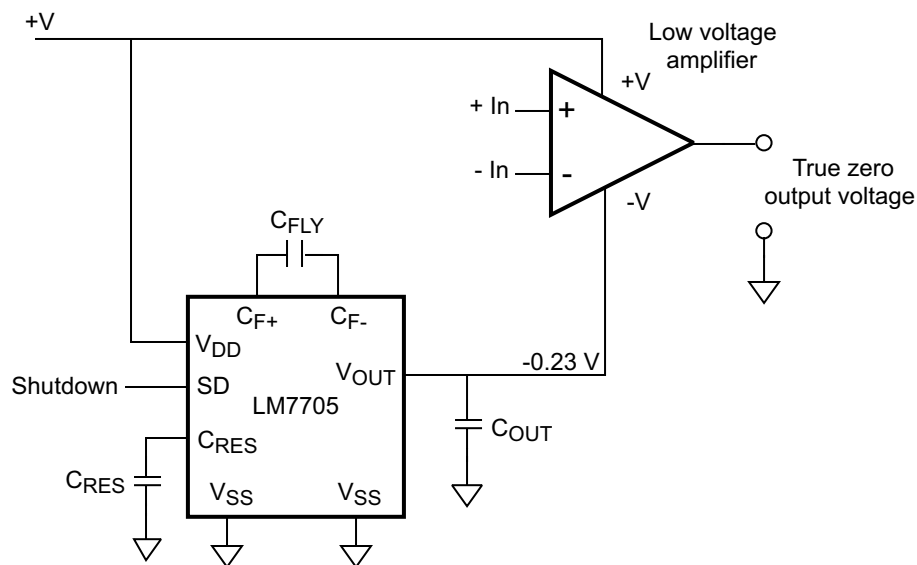 +V
Low voltage
amplifier
+V
+ In
+
- In
-
-V
True zero
output voltage
CFLY
CF+ CF-
VDD
VOUT
-0.23 V
Shutdown
SD
LM7705
CRES
COUT
CRES
VSS VSS